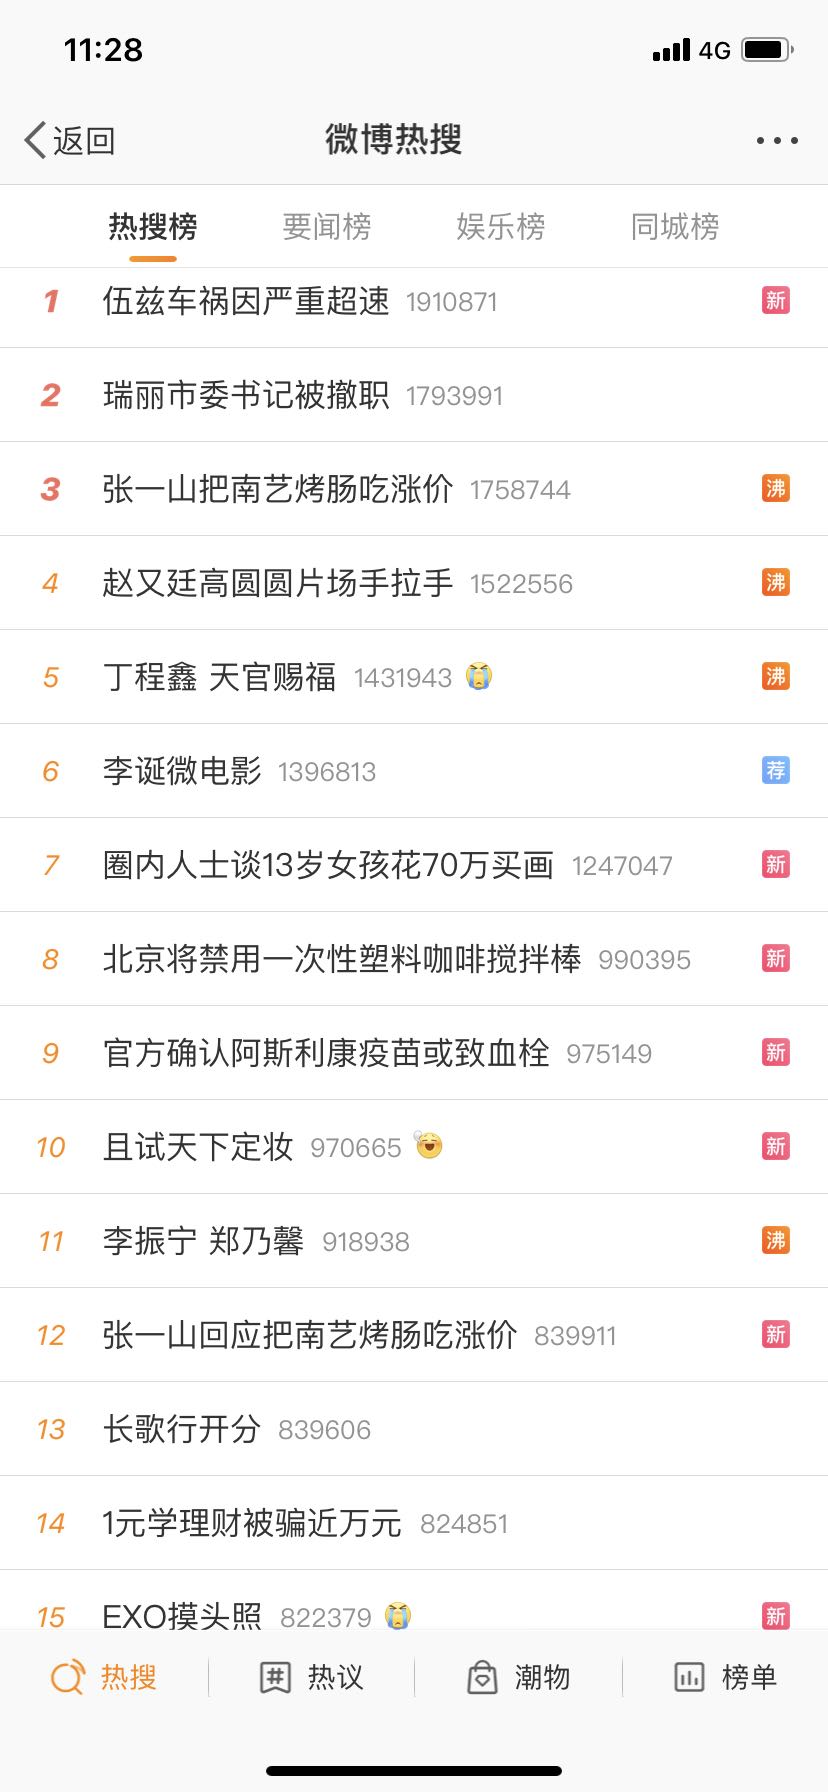 11:28 4G
返回 微博热搜
热搜榜 要闻榜 娱乐榜 同城榜
1 伍兹车祸因严重超速 1910871 新
2 瑞丽市委书记被撤职 1793991
3 张一山把南艺烤肠吃涨价 1758744 沸
4 赵又廷高圆圆片场手拉手 1522556 沸
5 丁程鑫 天官赐福 1431943 沸
6 李诞微电影 1396813 荐
7 圈内人士谈13岁女孩花70万买画 1247047 新
8 北京将禁用一次性塑料咖啡搅拌棒 990395 新
9 官方确认阿斯利康疫苗或致血栓 975149 新
10 且试天下定妆 970665 新
11 李振宁 郑乃馨 918938 沸
12 张一山回应把南艺烤肠吃涨价 839911 新
13 长歌行开分 839606
14 1元学理财被骗近万元 824851
15 EXO摸头照 822379 新
热搜 热议 潮物 榜单